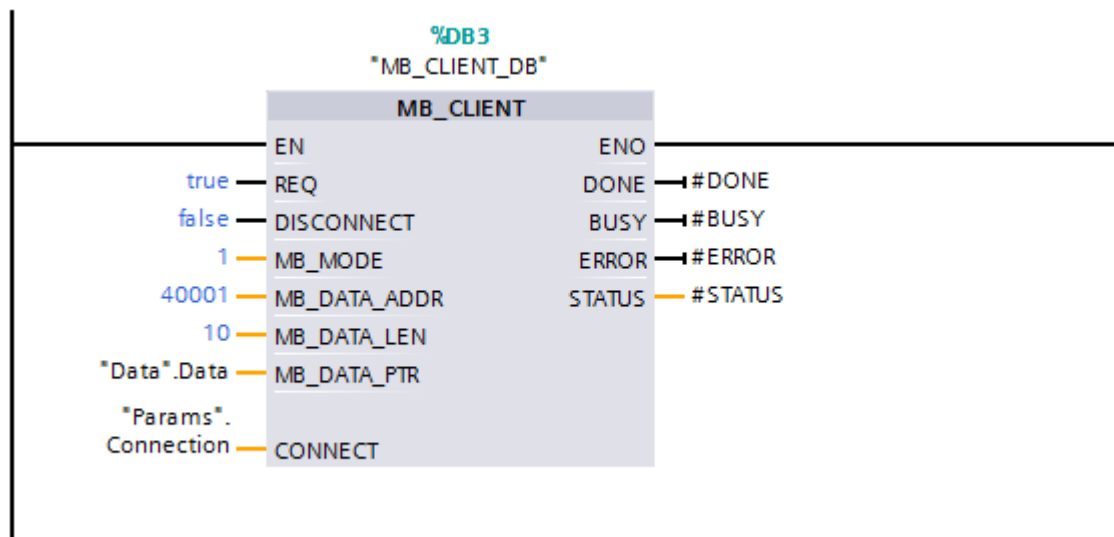 %DB3
"MB_CLIENT_DB"
MB_CLIENT
EN ENO
true REQ DONE #DONE
false DISCONNECT BUSY #BUSY
1 MB_MODE ERROR #ERROR
40001 MB_DATA_ADDR STATUS #STATUS
10 MB_DATA_LEN
"Data".Data MB_DATA_PTR
"Params".
Connection CONNECT